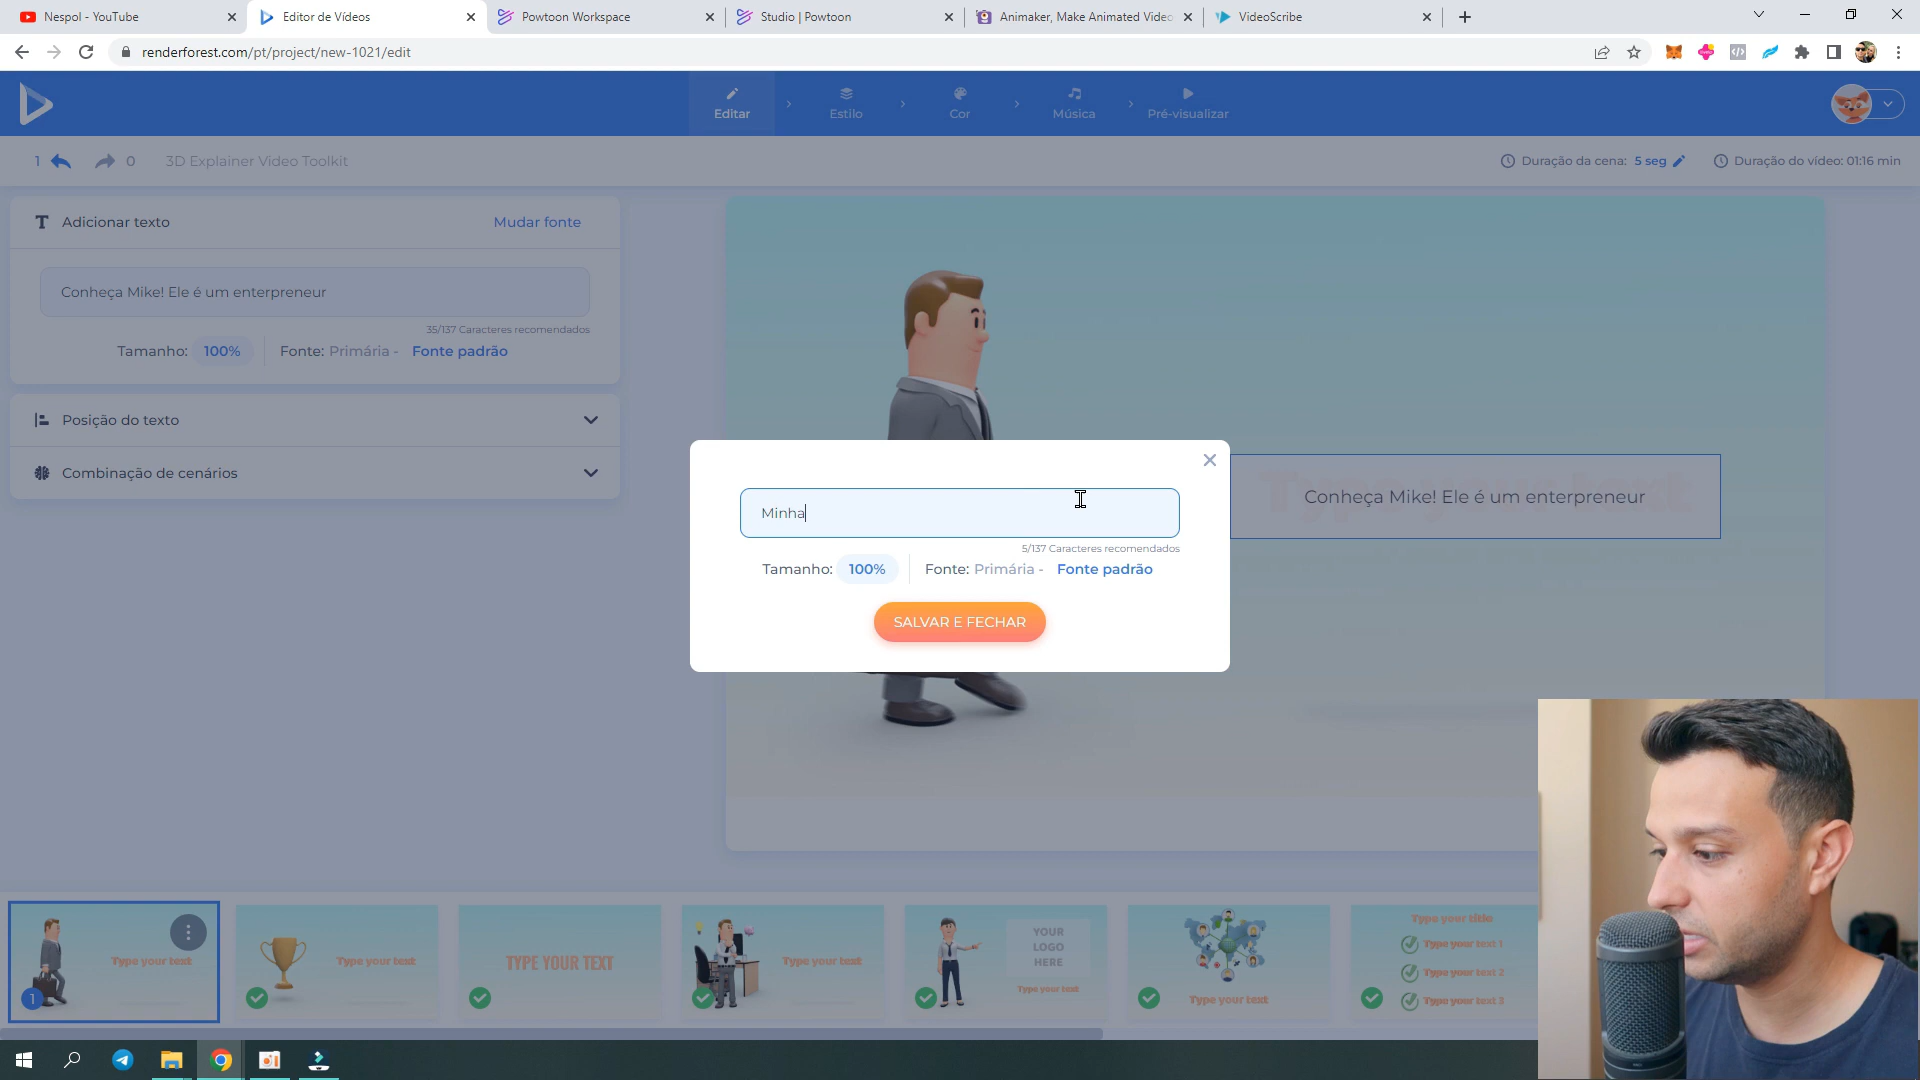 Nespol - YouTube
Editor de Vídeos
Powtoon Workspace
Studio | Powtoon
Animaker, Make Animated Video
VideoScribe
renderforest.com/pt/project/new-1021/edit
Editar
Estilo
Cor
Música
Pré-visualizar
1
0
3D Explainer Video Toolkit
Duração da cena: 5 seg
Duração do vídeo: 01:16 min
Adicionar texto
Mudar fonte
Conheça Mike! Ele é um enterpreneur
35/137 Caracteres recomendados
Tamanho: 100%
Fonte: Primária - Fonte padrão
Posição do texto
Combinação de cenários
Minha
5/137 Caracteres recomendados
Tamanho: 100%
Fonte: Primária - Fonte padrão
SALVAR E FECHAR
Conheça Mike! Ele é um enterpreneur
Type your text
1
Type your text
TYPE YOUR TEXT
Type your text
YOUR
LOGO
HERE
Type your text
Type your text
Type your title
Type your text 1
Type your text 2
Type your text 3